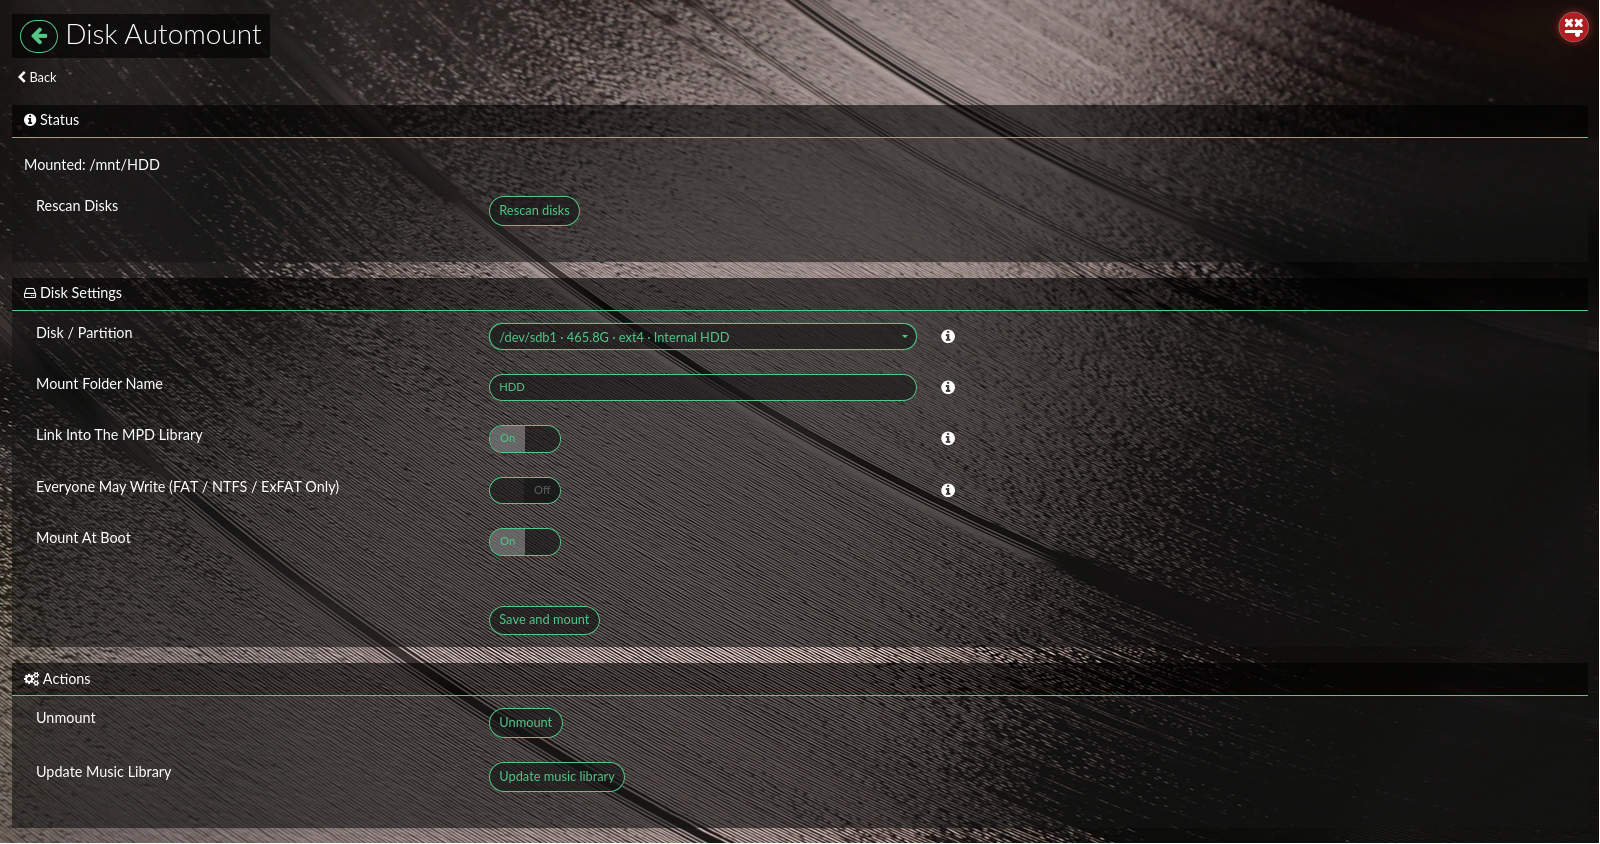 Disk Automount
Back
Status
Mounted: /mnt/HDD
Rescan Disks
Rescan disks
Disk Settings
Disk / Partition
/dev/sdb1 · 465.8G · ext4 · Internal HDD
Mount Folder Name
HDD
Link Into The MPD Library
On
Everyone May Write (FAT / NTFS / ExFAT Only)
Off
Mount At Boot
On
Save and mount
Actions
Unmount
Unmount
Update Music Library
Update music library